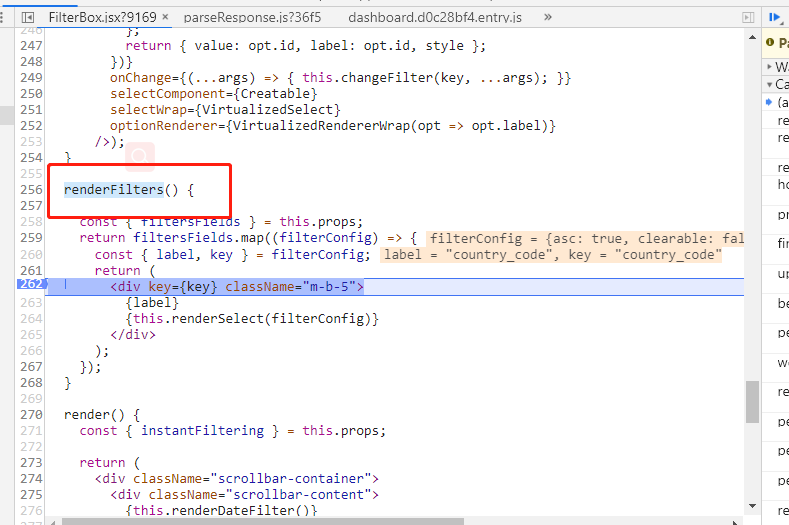 FilterBox.jsx?9169 × parseResponse.js?36f5 dashboard.d0c28bf4.entry.js »
246 };
247 return { value: opt.id, label: opt.id, style };
248 })}
249 onChange={(...args) => { this.changeFilter(key, ...args); }}
250 selectComponent={Creatable}
251 selectWrap={VirtualizedSelect}
252 optionRenderer={VirtualizedRendererWrap(opt => opt.label)}
253 />);
254 }
255
256 renderFilters() {
257
258 const { filtersFields } = this.props;
259 return filtersFields.map((filterConfig) => { filterConfig = {asc: true, clearable: fal
260 const { label, key } = filterConfig; label = "country_code", key = "country_code"
261 return (
262 <div key={key} className="m-b-5">
263 {label}
264 {this.renderSelect(filterConfig)}
265 </div>
266 );
267 });
268 }
269
270 render() {
271 const { instantFiltering } = this.props;
272
273 return (
274 <div className="scrollbar-container">
275 <div className="scrollbar-content">
276 {this.renderDateFilter()}
Pa
Wa
Ca
(a
re
re
re
ho
pr
fin
up
be
pe
wo
re
pe
pe
pe
re